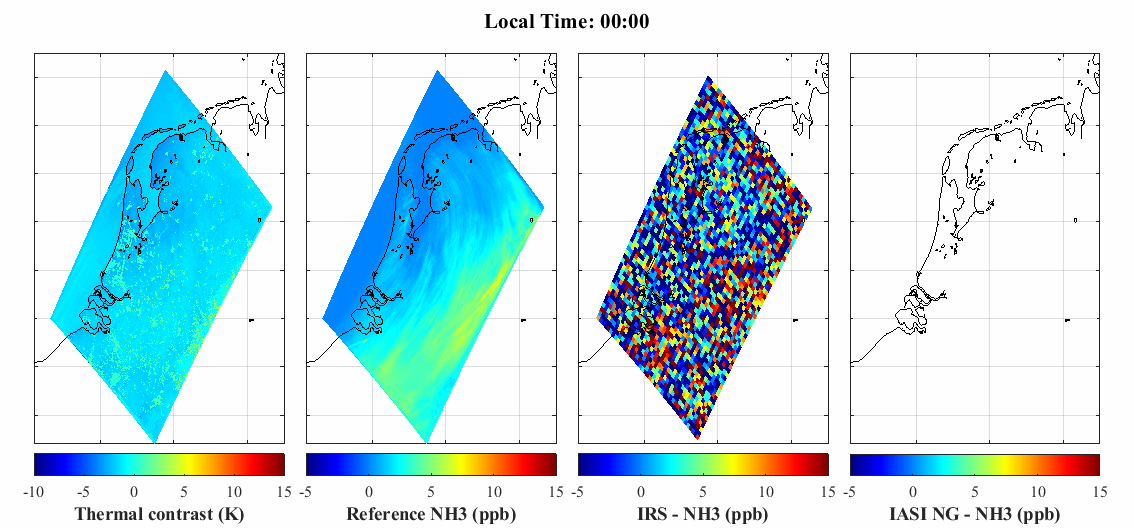 Local Time: 00:00
-10 -5 0 5 10 15
-5 0 5 10 15
-5 0 5 10 15
-5 0 5 10 15
Thermal contrast (K)
Reference NH3 (ppb)
IRS - NH3 (ppb)
IASI NG - NH3 (ppb)